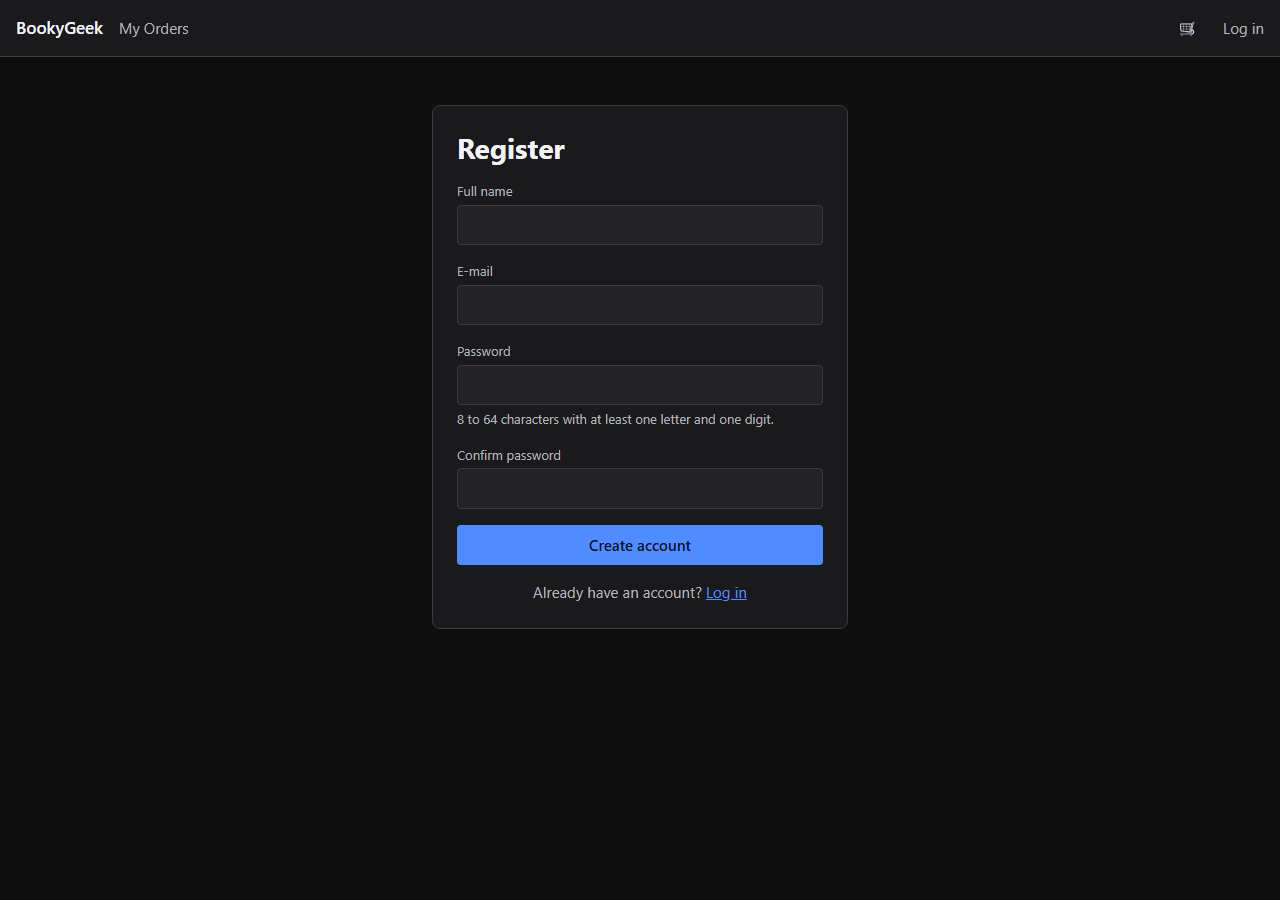 BookyGeek My Orders Log in
Register
Full name
E-mail
Password
8 to 64 characters with at least one letter and one digit.
Confirm password
Create account
Already have an account? Log in